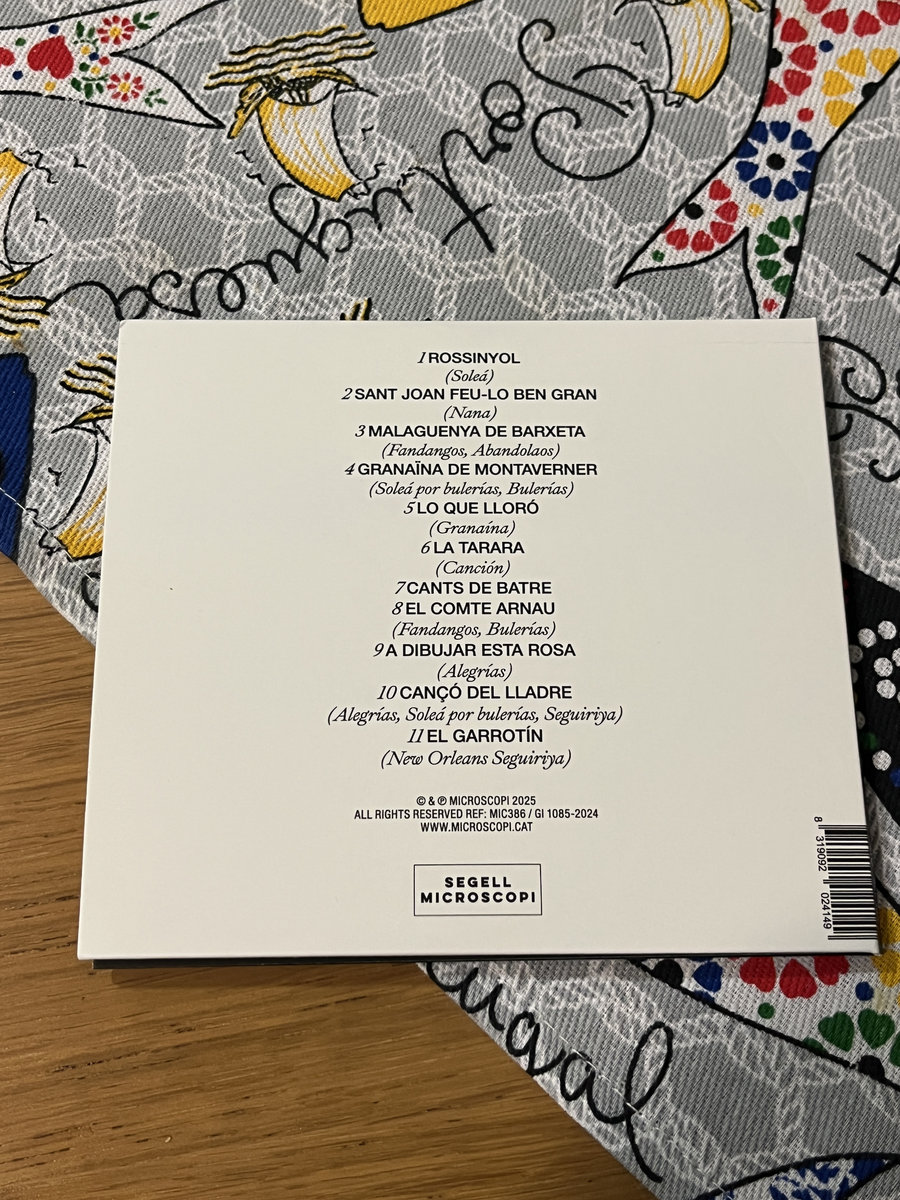 Portuguesa
1 ROSSINYOL
(Soleá)
2 SANT JOAN FEU-LO BEN GRAN
(Nana)
3 MALAGUENYA DE BARXETA
(Fandangos, Abandolaos)
4 GRANAÏNA DE MONTAVERNER
(Soleá por bulerías, Bulerías)
5 LO QUE LLORÓ
(Granaína)
6 LA TARARA
(Canción)
7 CANTS DE BATRE
8 EL COMTE ARNAU
(Fandangos, Bulerías)
9 A DIBUJAR ESTA ROSA
(Alegrías)
10 CANÇÓ DEL LLADRE
(Alegrías, Soleá por bulerías, Seguiriya)
11 EL GARROTÍN
(New Orleans Seguiriya)
© & ℗ MICROSCOPI 2025
ALL RIGHTS RESERVED REF: MIC386 / GI 1085-2024
WWW.MICROSCOPI.CAT
SEGELL
MICROSCOPI
8 319092 024149
ugal